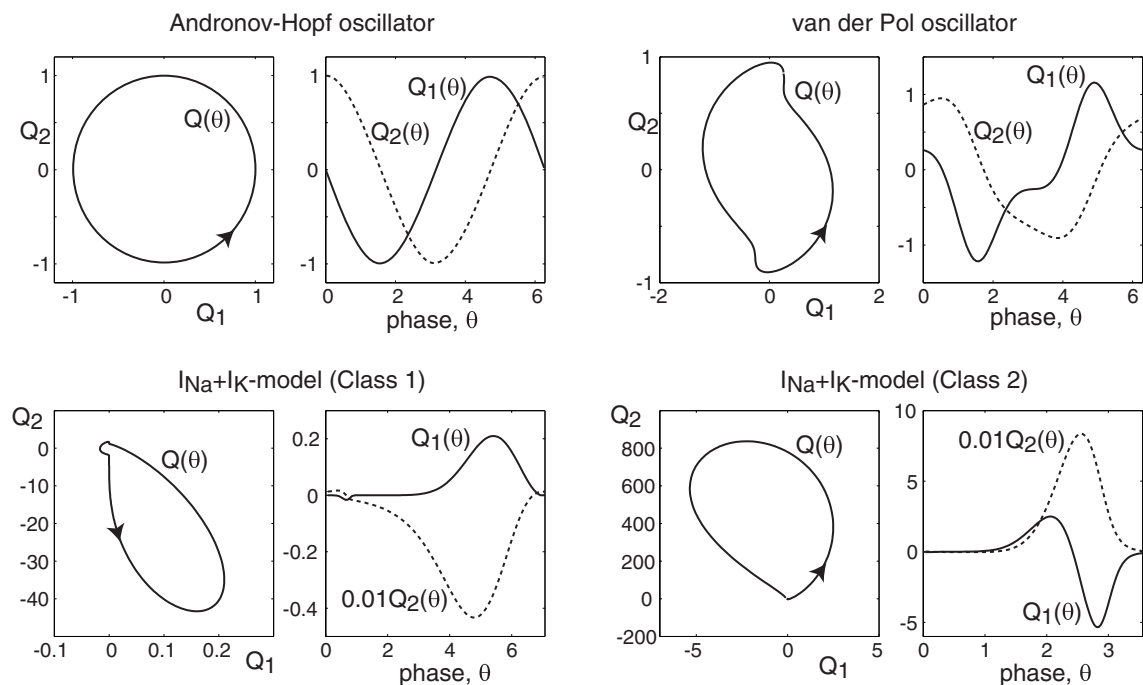 Andronov-Hopf oscillator
1
Q2
0
-1
-1 0 1
Q1
Q(θ)
1
0
-1
0 2 4 6
phase, θ
Q1(θ)
Q2(θ)
van der Pol oscillator
1
Q2
0
-1
-2 0 2
Q1
Q(θ)
1
0
-1
0 2 4 6
phase, θ
Q1(θ)
Q2(θ)
INa+IK-model (Class 1)
Q2
0
-10
-20
-30
-40
-0.1 0 0.1 0.2
Q1
Q(θ)
0.2
0
-0.2
-0.4
0 2 4 6
phase, θ
Q1(θ)
0.01Q2(θ)
INa+IK-model (Class 2)
Q2
800
600
400
200
0
-200
-5 0 5
Q1
Q(θ)
10
5
0
-5
0 1 2 3
phase, θ
0.01Q2(θ)
Q1(θ)